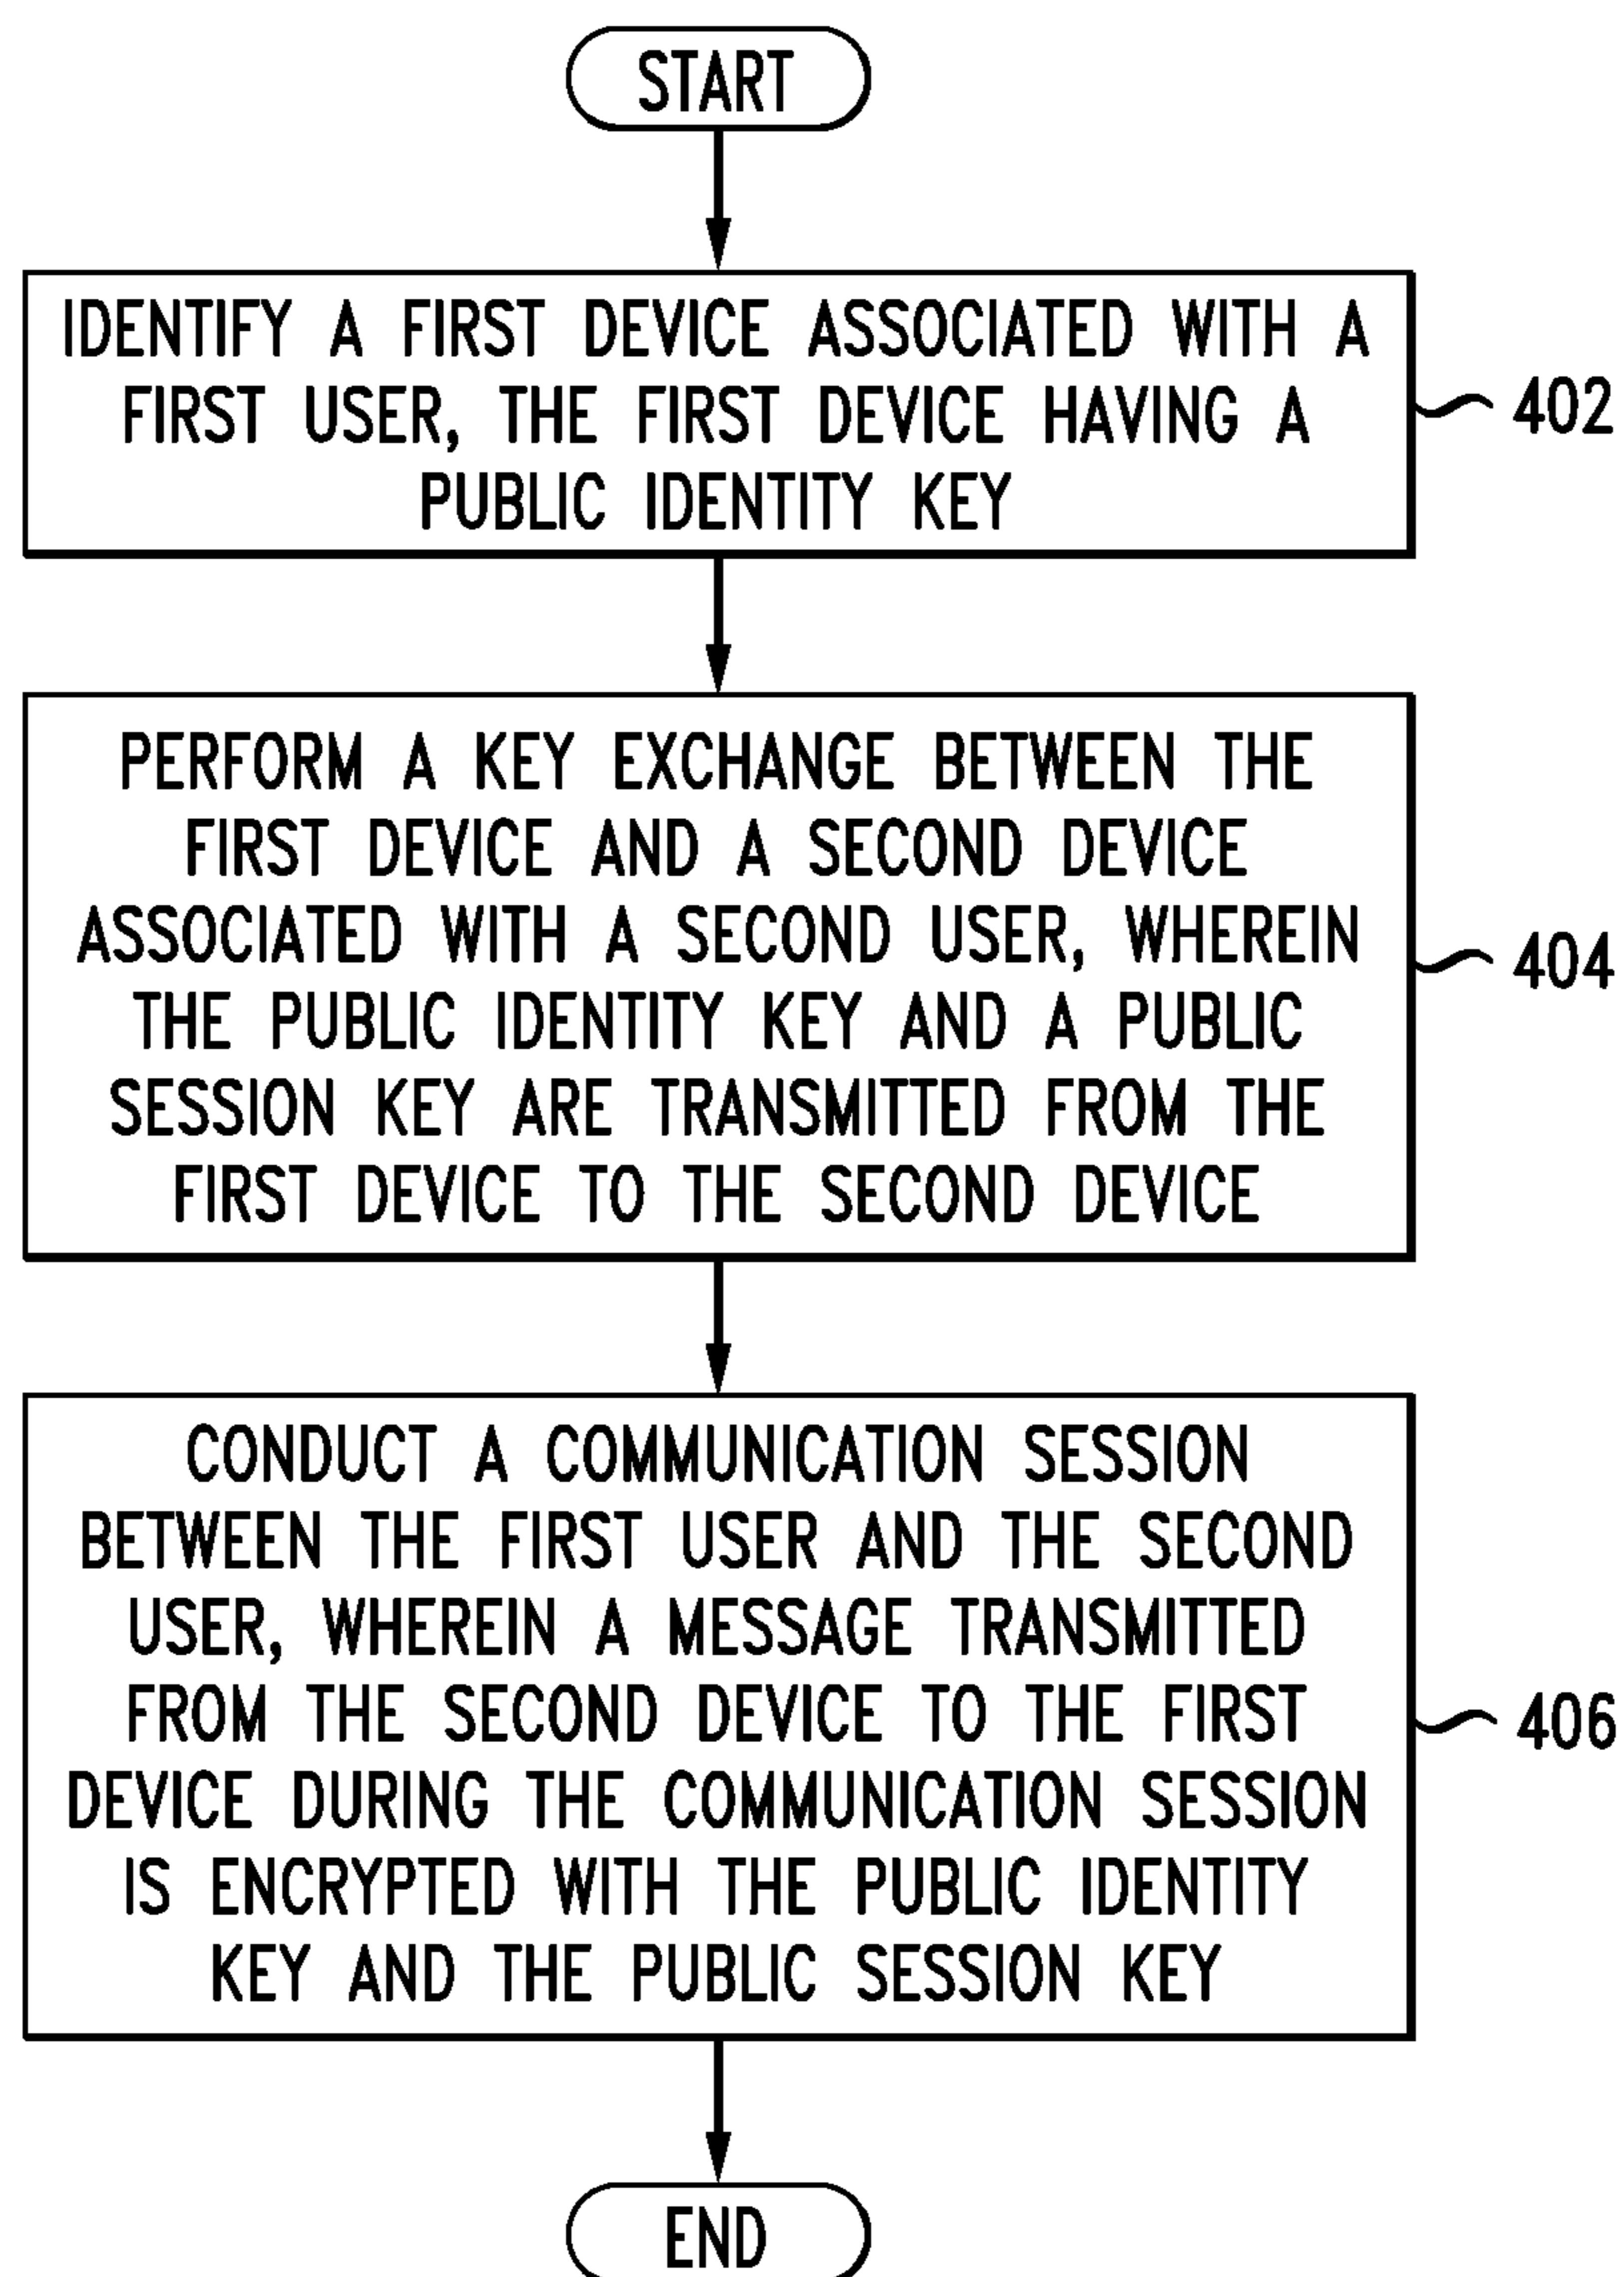 START
IDENTIFY A FIRST DEVICE ASSOCIATED WITH A
FIRST USER, THE FIRST DEVICE HAVING A
PUBLIC IDENTITY KEY
402
PERFORM A KEY EXCHANGE BETWEEN THE
FIRST DEVICE AND A SECOND DEVICE
ASSOCIATED WITH A SECOND USER, WHEREIN
THE PUBLIC IDENTITY KEY AND A PUBLIC
SESSION KEY ARE TRANSMITTED FROM THE
FIRST DEVICE TO THE SECOND DEVICE
404
CONDUCT A COMMUNICATION SESSION
BETWEEN THE FIRST USER AND THE SECOND
USER, WHEREIN A MESSAGE TRANSMITTED
FROM THE SECOND DEVICE TO THE FIRST
DEVICE DURING THE COMMUNICATION SESSION
IS ENCRYPTED WITH THE PUBLIC IDENTITY
KEY AND THE PUBLIC SESSION KEY
406
END